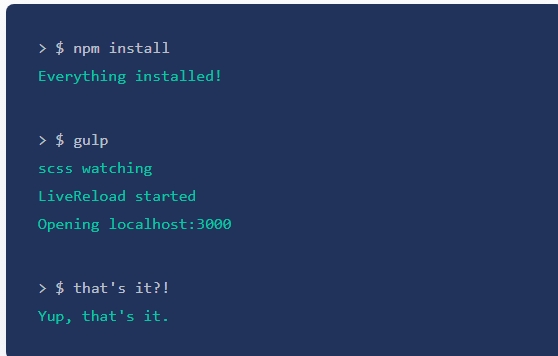 > $ npm install
Everything installed!
> $ gulp
scss watching
LiveReload started
Opening localhost:3000
> $ that's it?!
Yup, that's it.